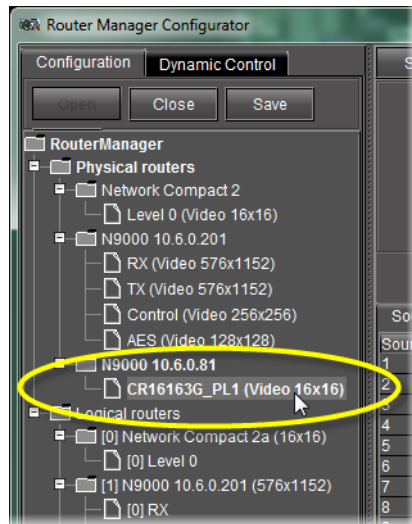 Router Manager Configurator
Configuration Dynamic Control
S
Open Close Save
RouterManager
Physical routers
Network Compact 2
Level 0 (Video 16x16)
N9000 10.6.0.201
RX (Video 576x1152)
TX (Video 576x1152)
Control (Video 256x256)
So
AES (Video 128x128)
Sour
N9000 10.6.0.81
1
CR16163G_PL1 (Video 16x16)
2
3
Logical routers
4
[0] Network Compact 2a (16x16)
5
[0] Level 0
6
[1] N9000 10.6.0.201 (576x1152)
7
[0] RX
8